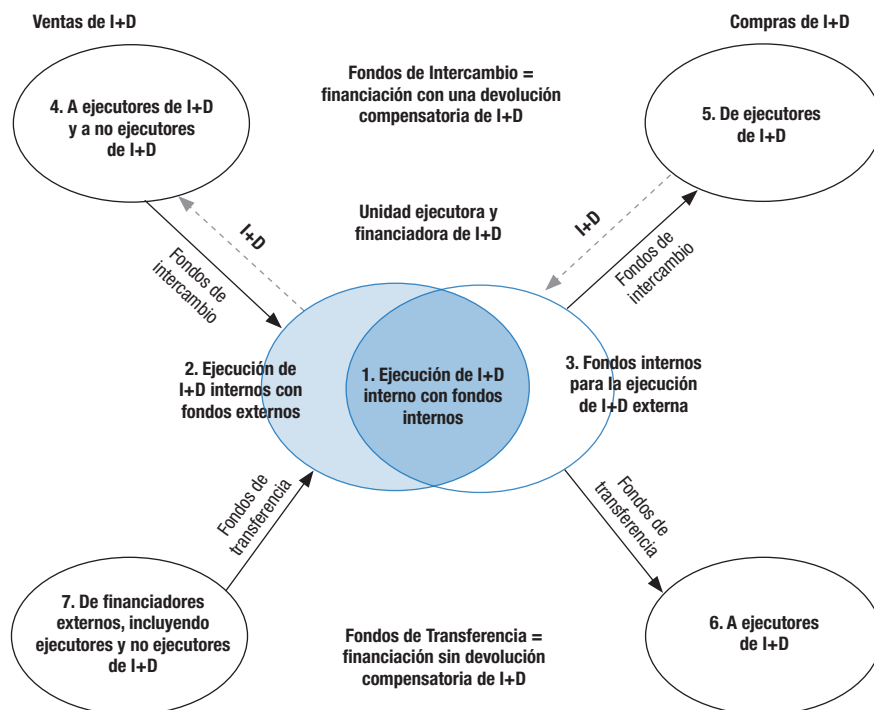 Ventas de I+D
Compras de I+D
4. A ejecutores de I+D
y a no ejecutores
de I+D
Fondos de Intercambio =
financiación con una devolución
compensatoria de I+D
5. De ejecutores
de I+D
I+D
Fondos de
intercambio
Unidad ejecutora y
financiadora de I+D
I+D
Fondos de
intercambio
2. Ejecución de
I+D internos con
fondos externos
1. Ejecución de I+D
interno con fondos
internos
3. Fondos internos
para la ejecución
de I+D externa
Fondos de
transferencia
Fondos de
transferencia
7. De financiadores
externos, incluyendo
ejecutores y no ejecutores
de I+D
Fondos de Transferencia =
financiación sin devolución
compensatoria de I+D
6. A ejecutores
de I+D